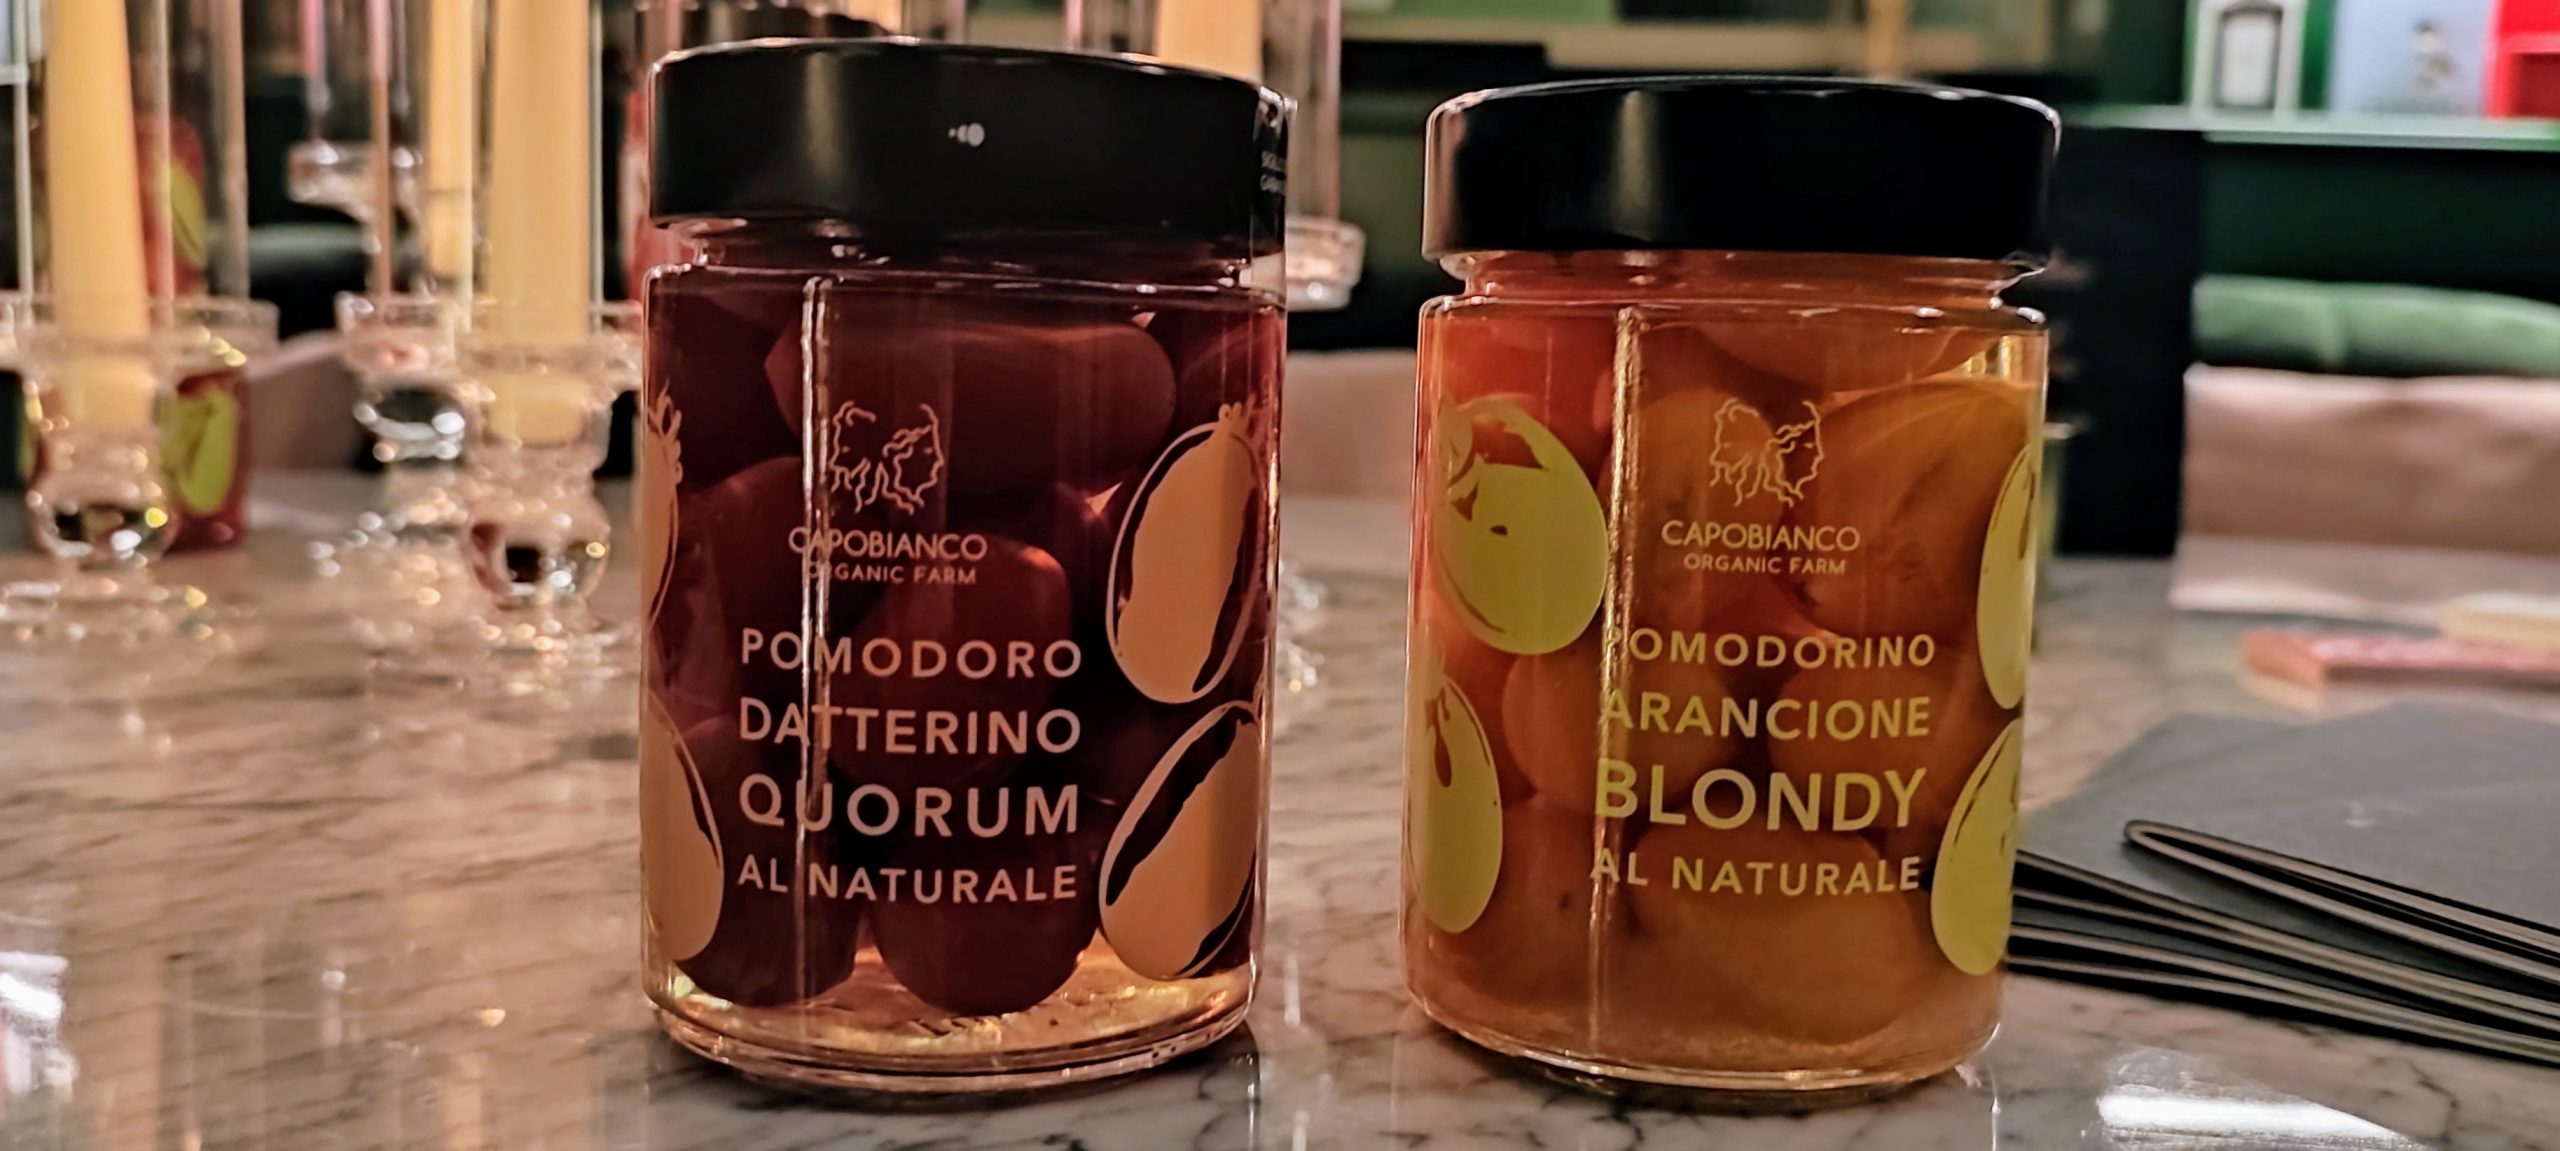 CAPOBIANCO
ORGANIC FARM
POMODORO
DATTERINO
QUORUM
AL NATURALE
CAPOBIANCO
ORGANIC FARM
POMODORINO
ARANCIONE
BLONDY
AL NATURALE